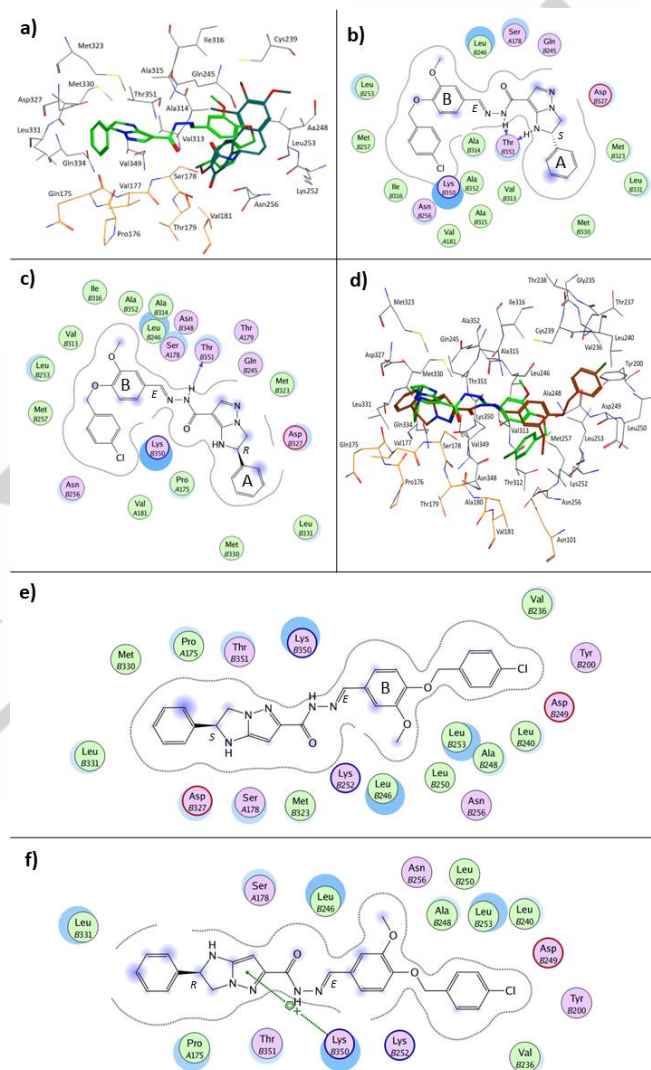 a)
Ile316
Cys239
Met323
Ala315
Gln245
Met330
Thr351
Ala314
Asp327
Aa248
Leu331
Val313
Leu253
Gln334
Val349
Lys252
Ser178
Gln175
Val177
Asn256
Thr179
Val181
Pro176
b)
Leu B246
Ser A178
Gln B245
Leu B253
O
B
E
N
N
H
O
N
N
H
N
S
A
Asp B327
Met B257
O
Cl
Ala B314
Thr B351
Met B323
Leu B331
Ile B316
Lys B350
Ala B352
Val B313
Asn B256
Ala B315
Met B330
Val A181
c)
Ile B316
Ala B352
Ala B314
Asn B348
Val B313
Leu B246
Ser A178
Thr B351
Thr A179
Gln B245
Leu B253
O
B
E
N
N
H
O
N
N
HN
R
A
Met B323
Met B257
O
Cl
Asp B327
Lys B350
Asn B256
Pro A175
Val A181
Leu B331
Met B330
d)
Thr238
Gly235
Met323
Ile316
Thr237
Ala352
Cys239
Gln245
Ala315
Val236
Leu240
Asp327
Met330
Thr351
Leu246
Tyr200
Leu331
Ala248
Asp249
Lys350
Leu250
Gln334
Val313
Gln175
Val177
Ser178
Val349
Met257
Leu253
Pro176
Asn348
Thr312
Lys252
Thr179
Ala180
Asn256
Val181
Asn101
e)
Val B236
Lys B350
Pro A175
Thr B351
Tyr B200
Met B330
H
N
N
E
B
O
Cl
O
N
N
S
N
H
O
Asp B249
Leu B331
Leu B253
Leu B240
Ala B248
Lys B252
Leu B246
Leu B250
Asp B327
Ser A178
Met B323
Asn B256
f)
Asn B256
Leu B250
Ser A178
Leu B246
Ala B248
Leu B253
Leu B240
Leu B331
H
N
O
O
Asp B249
R
N
N
N
H
N
E
O
Cl
+
Tyr B200
Pro A175
Thr B351
Lys B350
Lys B252
Val B236